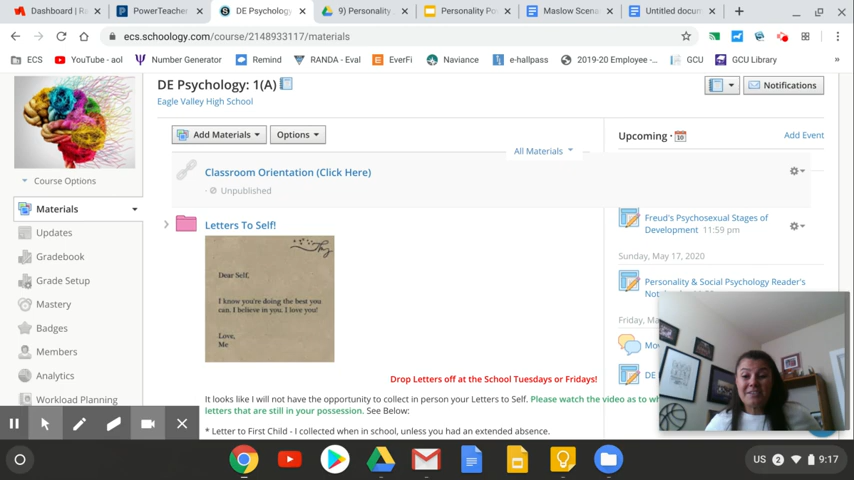 Dashboard | R
PowerTeacher
DE Psychology
9) Personality
Personality Po
Maslow Scena
Untitled docum
ecs.schoology.com/course/2148933117/materials
ECS
YouTube - aol
Number Generator
Remind
RANDA - Eval
EverFi
Naviance
e-hallpass
2019-20 Employee -...
GCU
GCU Library
»
DE Psychology: 1(A)
Notifications
Eagle Valley High School
Add Materials
Options
Upcoming
Add Event
All Materials
Classroom Orientation (Click Here)
Unpublished
Course Options
Materials
Updates
Gradebook
Grade Setup
Mastery
Badges
Members
Analytics
Workload Planning
Letters To Self!
Dear Self,
I know you're doing the best you
can. I believe in you. I love you!
Love,
Me
Freud's Psychosexual Stages of
Development 11:59 pm
Sunday, May 17, 2020
Personality & Social Psychology Reader's
Friday, Ma
Mov
DE
Drop Letters off at the School Tuesdays or Fridays!
It looks like I will not have the opportunity to collect in person your Letters to Self. Please watch the video as to wh
letters that are still in your possession. See Below:
* Letter to First Child - I collected when in school, unless you had an extended absence.
US 2 9:17